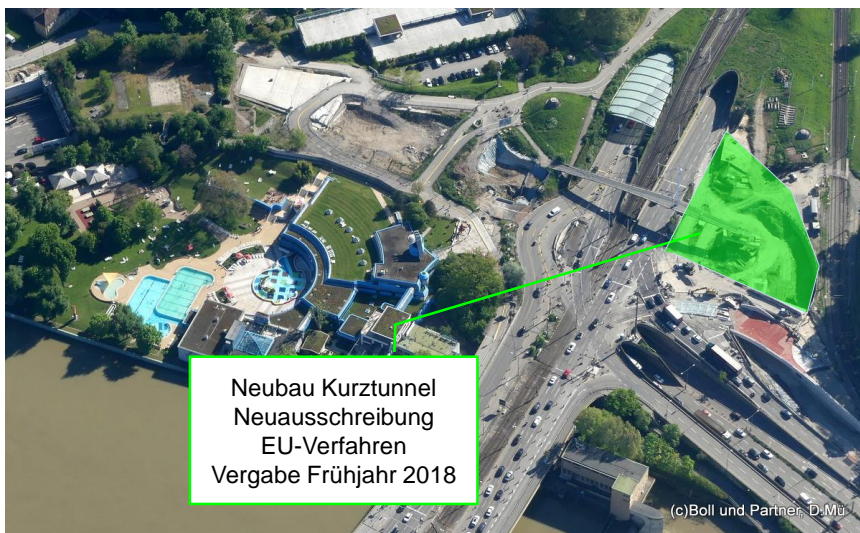 Neubau Kurztunnel
Neuausschreibung
EU-Verfahren
Vergabe Frühjahr 2018
(c)Boll und Partner, D.Mü